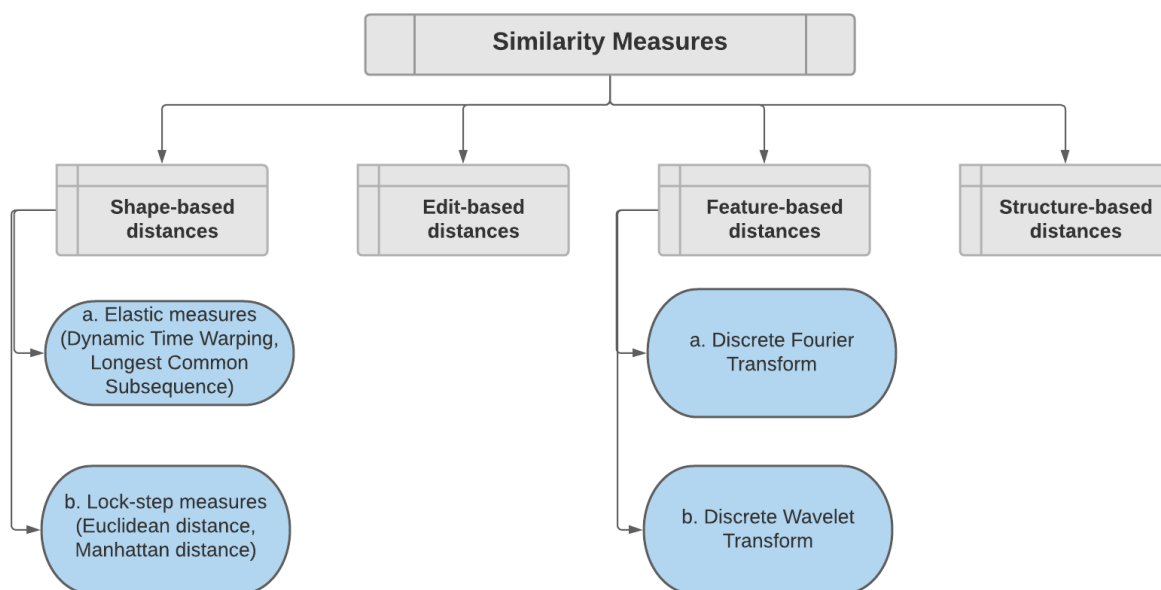 Similarity Measures
Shape-based
distances
Edit-based
distances
Feature-based
distances
Structure-based
distances
a. Elastic measures
(Dynamic Time Warping,
Longest Common
Subsequence)
a. Discrete Fourier
Transform
b. Lock-step measures
(Euclidean distance,
Manhattan distance)
b. Discrete Wavelet
Transform